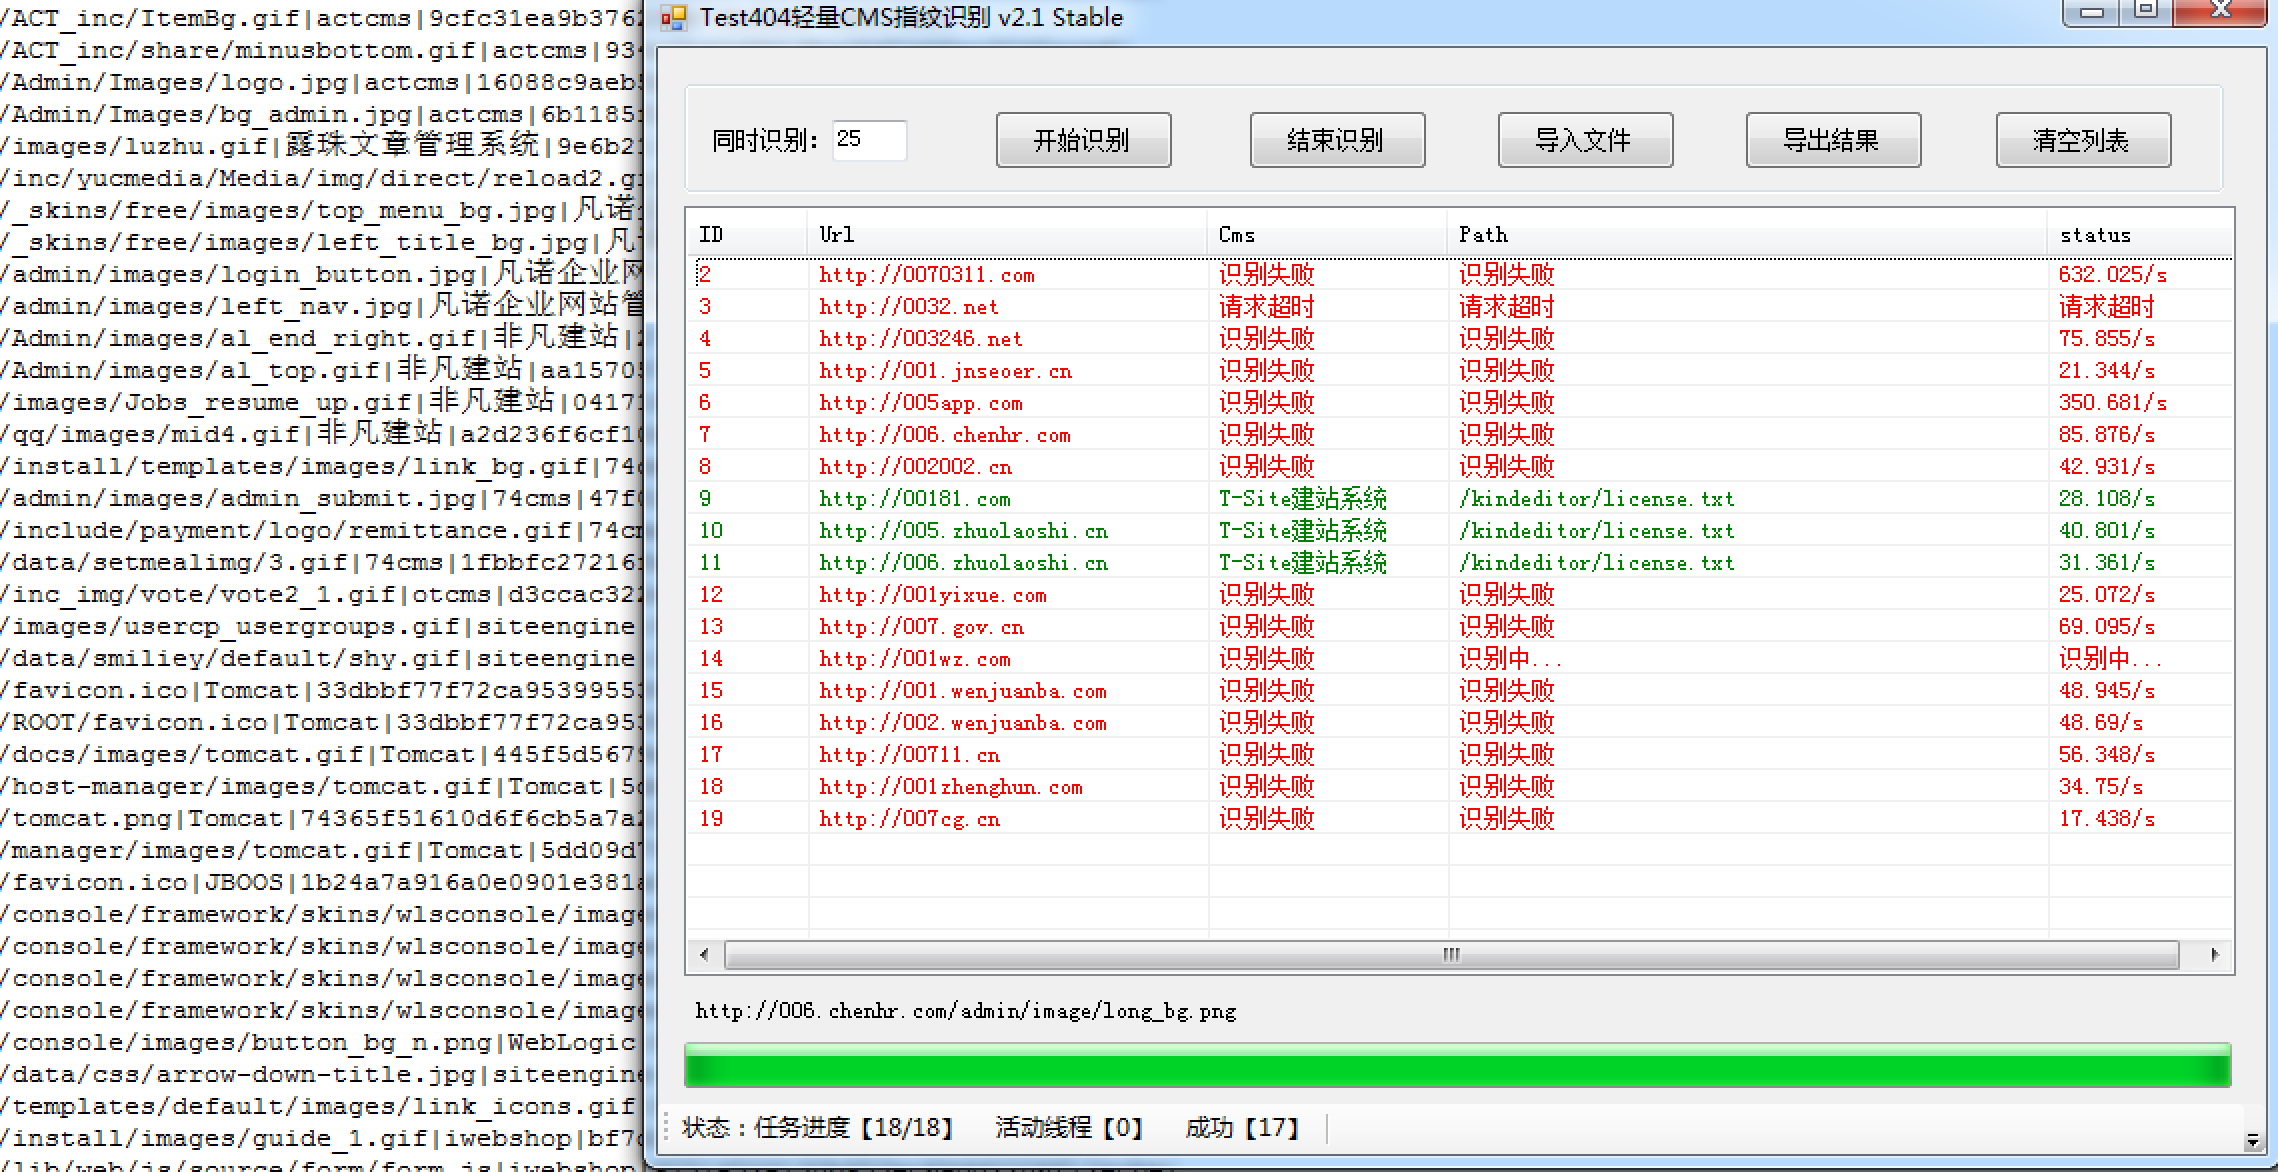 /ACT_inc/ItemBg.gif|actcms|9cfc31ea9b3762
/ACT_inc/share/minusbottom.gif|actcms|934
/Admin/Images/logo.jpg|actcms|16088c9aeb5
/Admin/Images/bg_admin.jpg|actcms|6b1185
/images/luzhu.gif|露珠文章管理系统|9e6b2
/inc/yucmedia/Media/img/direct/reload2.g
/_skins/free/images/top_menu_bg.jpg|凡诺
/_skins/free/images/left_title_bg.jpg|凡
/admin/images/login_button.jpg|凡诺企业网
/admin/images/left_nav.jpg|凡诺企业网站管
/Admin/images/al_end_right.gif|非凡建站|2
/Admin/images/al_top.gif|非凡建站|aa15705
/images/Jobs_resume_up.gif|非凡建站|0417
/qq/images/mid4.gif|非凡建站|a2d236f6cf1
/install/templates/images/link_bg.gif|74
/admin/images/admin_submit.jpg|74cms|47f
/include/payment/logo/remittance.gif|74c
/data/setmealimg/3.gif|74cms|1fbbfc27216
/inc_img/vote/vote2_1.gif|otcms|d3ccac322
/images/usercp_usergroups.gif|siteengine
/data/smiliey/default/shy.gif|siteengine
/favicon.ico|Tomcat|33dbbf77f72ca9539955
/ROOT/favicon.ico|Tomcat|33dbbf77f72ca95
/docs/images/tomcat.gif|Tomcat|445f5d567
/host-manager/images/tomcat.gif|Tomcat|5
/tomcat.png|Tomcat|74365f51610d6f6cb5a7a2
/manager/images/tomcat.gif|Tomcat|5dd09d7
/favicon.ico|JBOOS|1b24a7a916a0e0901e381a
/console/framework/skins/wlsconsole/image
/console/framework/skins/wlsconsole/image
/console/framework/skins/wlsconsole/image
/console/framework/skins/wlsconsole/image
/console/images/button_bg_n.png|WebLogic
/data/css/arrow-down-title.jpg|siteengine
/templates/default/images/link_icons.gif
/install/images/guide_1.gif|iwebshop|bf7
/lib/web/js/source/form/form.js|iwebshop
Test404轻量CMS指纹识别 v2.1 Stable
同时识别： 25 开始识别 结束识别 导入文件 导出结果 清空列表
ID Url Cms Path status
2 http://0070311.com 识别失败 识别失败 632.025/s
3 http://0032.net 请求超时 请求超时 请求超时
4 http://003246.net 识别失败 识别失败 75.855/s
5 http://001.jnseoer.cn 识别失败 识别失败 21.344/s
6 http://005app.com 识别失败 识别失败 350.681/s
7 http://006.chenhr.com 识别失败 识别失败 85.876/s
8 http://002002.cn 识别失败 识别失败 42.931/s
9 http://00181.com T-Site建站系统 /kindeditor/license.txt 28.108/s
10 http://005.zhuolaoshi.cn T-Site建站系统 /kindeditor/license.txt 40.801/s
11 http://006.zhuolaoshi.cn T-Site建站系统 /kindeditor/license.txt 31.361/s
12 http://001yixue.com 识别失败 识别失败 25.072/s
13 http://007.gov.cn 识别失败 识别失败 69.095/s
14 http://001wz.com 识别失败 识别中... 识别中...
15 http://001.wenjuanba.com 识别失败 识别失败 48.945/s
16 http://002.wenjuanba.com 识别失败 识别失败 48.69/s
17 http://00711.cn 识别失败 识别失败 56.348/s
18 http://001zhenghun.com 识别失败 识别失败 34.75/s
19 http://007cg.cn 识别失败 识别失败 17.438/s
http://006.chenhr.com/admin/image/long_bg.png
状态：任务进度【18/18】 活动线程【0】 成功【17】